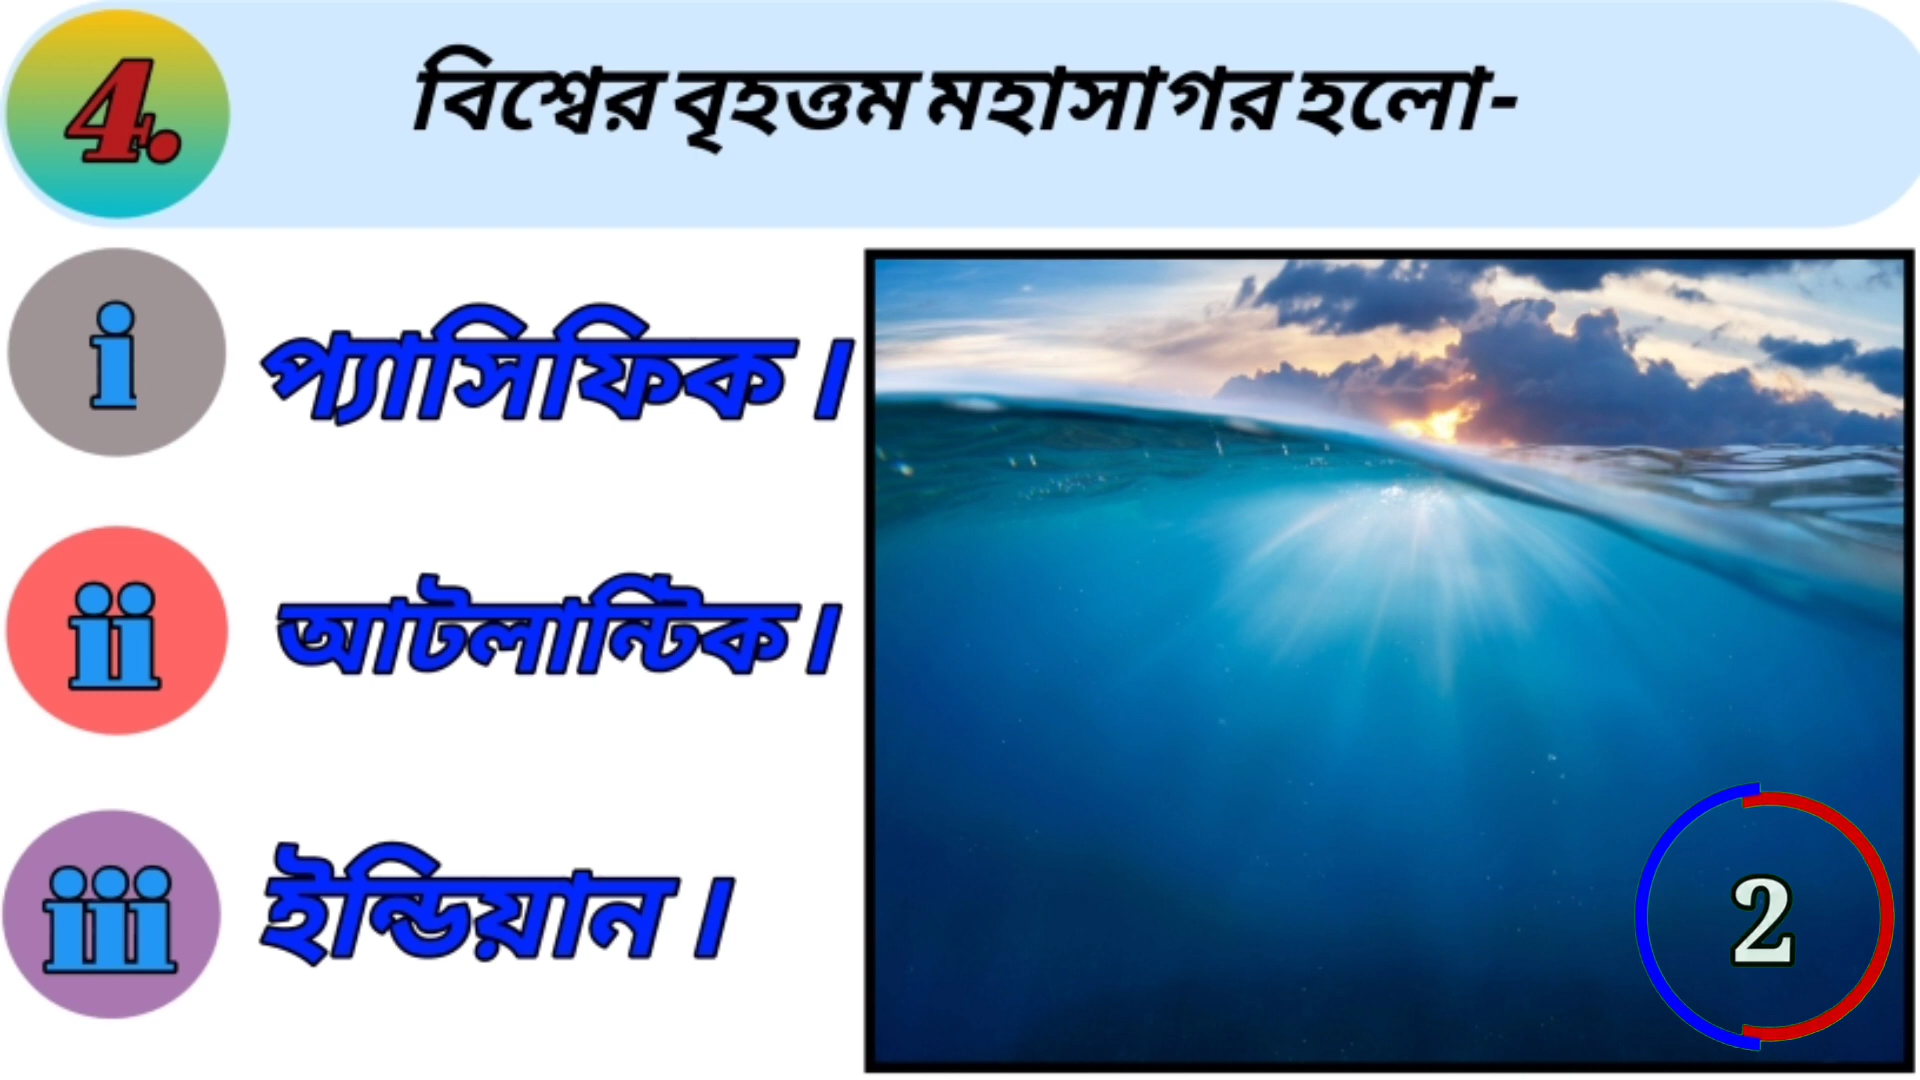 4.
বিশ্বের বৃহত্তম মহাসাগর হলো-
i
প্যাসিফিক ।
ii
আটলান্টিক ।
iii
ইন্ডিয়ান ।
2